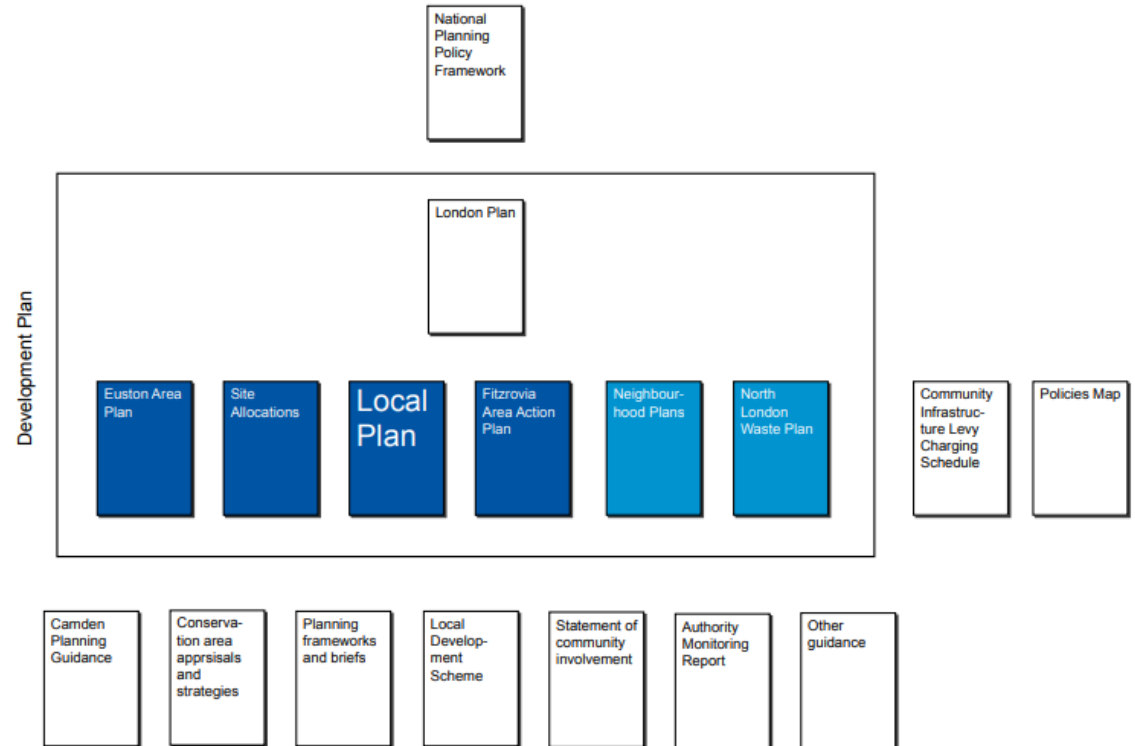 National
Planning
Policy
Framework
Development Plan
London Plan
Euston Area
Plan
Site
Allocations
Local
Plan
Fitzrovia
Area Action
Plan
Neighbour-
hood Plans
North
London
Waste Plan
Community
Infrastruc-
ture Levy
Charging
Schedule
Policies Map
Camden
Planning
Guidance
Conserva-
tion area
apprsisals
and
strategies
Planning
frameworks
and briefs
Local
Develop-
ment
Scheme
Statement of
community
involvement
Authority
Monitoring
Report
Other
guidance